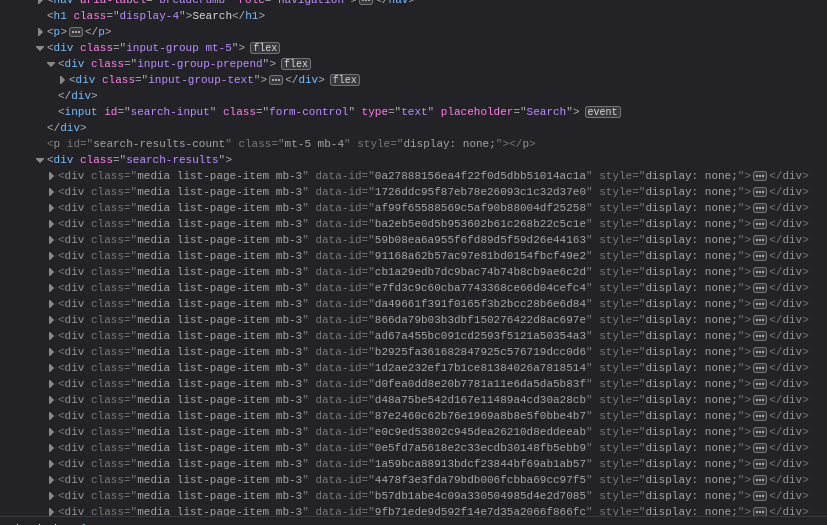 <nav aria-label="breadcrumb" role="navigation"></nav>
<h1 class="display-4">Search</h1>
<p></p>
<div class="input-group mt-5"> flex
<div class="input-group-prepend"> flex
<div class="input-group-text"></div> flex
</div>
<input id="search-input" class="form-control" type="text" placeholder="Search"> event
</div>
<p id="search-results-count" class="mt-5 mb-4" style="display: none;"></p>
<div class="search-results">
<div class="media list-page-item mb-3" data-id="0a27888156ea4f22f0d5dbb51014ac1a" style="display: none;"></div>
<div class="media list-page-item mb-3" data-id="1726ddc95f87eb78e26093c1c32d37e0" style="display: none;"></div>
<div class="media list-page-item mb-3" data-id="af99f65588569c5af90b88004df25258" style="display: none;"></div>
<div class="media list-page-item mb-3" data-id="ba2eb5e0d5b953602b61c268b22c5c1e" style="display: none;"></div>
<div class="media list-page-item mb-3" data-id="59b08ea6a955f6fd89d5f59d26e44163" style="display: none;"></div>
<div class="media list-page-item mb-3" data-id="91168a62b57ac97e81bd0154fbcf49e2" style="display: none;"></div>
<div class="media list-page-item mb-3" data-id="cb1a29edb7dc9bac74b74b8cb9ae6c2d" style="display: none;"></div>
<div class="media list-page-item mb-3" data-id="e7fd3c9c60cba7743368ce66d04cefc4" style="display: none;"></div>
<div class="media list-page-item mb-3" data-id="da49661f391f0165f3b2bcc28b6e6d84" style="display: none;"></div>
<div class="media list-page-item mb-3" data-id="866da79b03b3dbf150276422d8ac697e" style="display: none;"></div>
<div class="media list-page-item mb-3" data-id="ad67a455bc091cd2593f5121a50354a3" style="display: none;"></div>
<div class="media list-page-item mb-3" data-id="b2925fa361682847925c576719dcc0d6" style="display: none;"></div>
<div class="media list-page-item mb-3" data-id="1d2ae232ef17b1ce81384026a7818514" style="display: none;"></div>
<div class="media list-page-item mb-3" data-id="d0fea0dd8e20b7781a11e6da5da5b83f" style="display: none;"></div>
<div class="media list-page-item mb-3" data-id="d48a75be542d167e11489a4cd30a28cb" style="display: none;"></div>
<div class="media list-page-item mb-3" data-id="87e2460c62b76e1969a8b8e5f0bbe4b7" style="display: none;"></div>
<div class="media list-page-item mb-3" data-id="e0c9ed53802c945dea26210d8eddeeab" style="display: none;"></div>
<div class="media list-page-item mb-3" data-id="0e5fd7a5618e2c33ecdb30148fb5ebb9" style="display: none;"></div>
<div class="media list-page-item mb-3" data-id="1a59bca88913bdcf23844bf69ab1ab57" style="display: none;"></div>
<div class="media list-page-item mb-3" data-id="4478f3e3fda79bdb006fcbba69cc97f5" style="display: none;"></div>
<div class="media list-page-item mb-3" data-id="b57db1abe4c09a330504985d4e2d7085" style="display: none;"></div>
<div class="media list-page-item mb-3" data-id="9fb71ede9d592f14e7d35a2066f866fc" style="display: none;"></div>